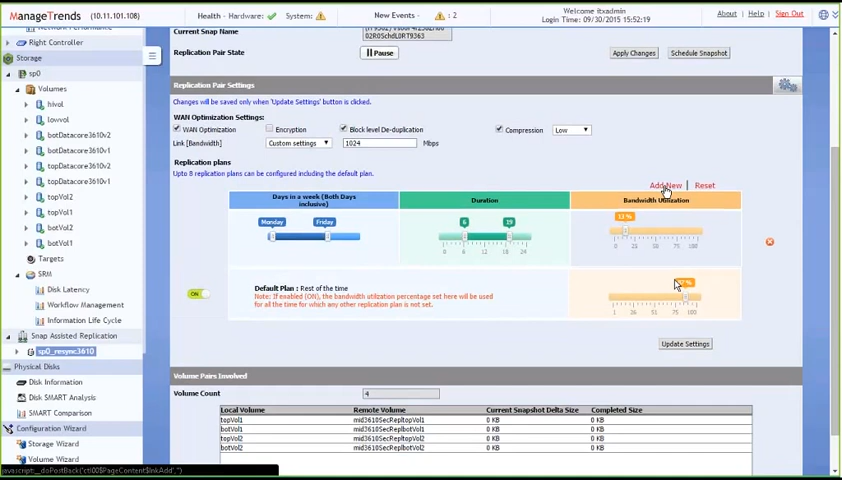 ManageTrends (10.11.101.108) Health - Hardware: System: New Events - : 2 Welcome itxadmin About | Help | Sign Out
Login Time: 09/30/2015 15:52:19
Right Controller
Storage
sp0
Volumes
hivol
lowvol
botDatacore3610v2
botDatacore3610v1
topDatacore3610v2
topDatacore3610v1
topVol2
topVol1
botVol2
botVol1
Targets
SRM
Disk Latency
Workflow Management
Information Life Cycle
Snap Assisted Replication
sp0_resync3610
Physical Disks
Disk Information
Disk SMART Analysis
SMART Comparison
Configuration Wizard
Storage Wizard
Volume Wizard
Current Snap Name
Replication Pair State Pause Apply Changes Schedule Snapshot
Replication Pair Settings
Changes will be saved only when 'Update Settings' button is clicked.
WAN Optimization Settings:
WAN Optimization Encryption Block level De-duplication Compression Low
Link [Bandwidth] Custom settings 1024 Mbps
Replication plans
Upto 8 replication plans can be configured including the default plan.
Add New | Reset
Days in a week (Both Days inclusive) Duration Bandwidth Utilization
Monday Friday 6 19 13 %
0 6 12 18 24 0 25 50 75 100
ON Default Plan : Rest of the time
Note: If enabled (ON), the bandwidth utilization percentage set here will be used
for all the time for which any other replication plan is not set.
1 26 51 75 100
Update Settings
Volume Pairs Involved
Volume Count 4
Local Volume Remote Volume Current Snapshot Delta Size Completed Size
topVol1 mid3610SecRepltopVol1 0 KB 0 KB
botVol1 mid3610SecReplbotVol1 0 KB 0 KB
topVol2 mid3610SecRepltopVol2 0 KB 0 KB
botVol2 mid3610SecReplbotVol2 0 KB 0 KB